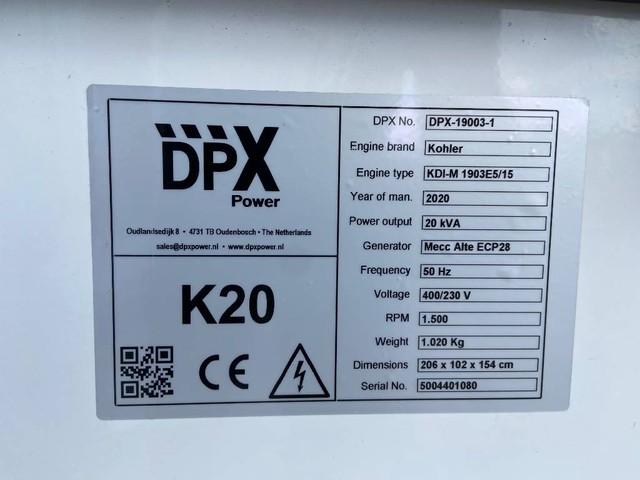 DPX
Power
Oudlandsedijk 8 • 4731 TB Oudenbosch • The Netherlands
sales@dpxpower.nl • www.dpxpower.nl
K20
CE
DPX No. DPX-19003-1
Engine brand Kohler
Engine type KDI-M 1903E5/15
Year of man. 2020
Power output 20 kVA
Generator Mecc Alte ECP28
Frequency 50 Hz
Voltage 400/230 V
RPM 1.500
Weight 1.020 Kg
Dimensions 206 x 102 x 154 cm
Serial No. 5004401080